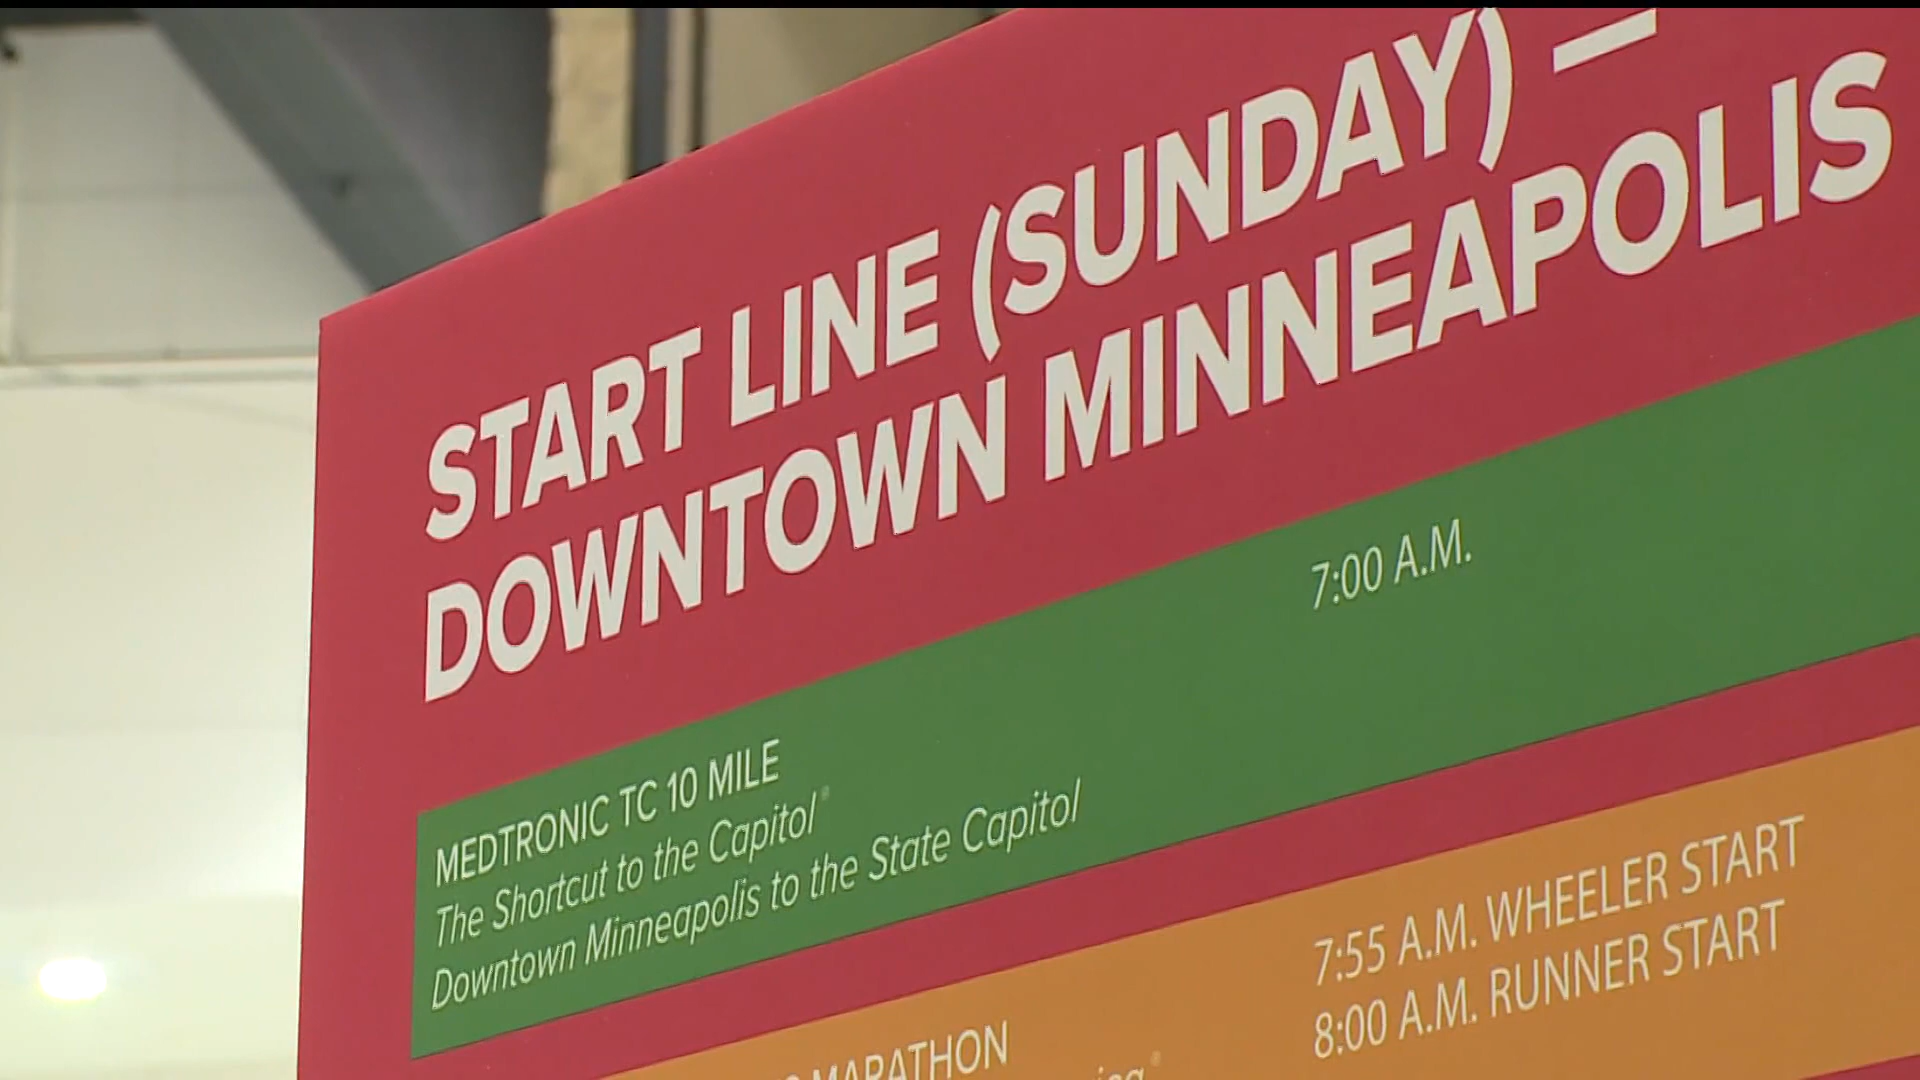 START LINE (SUNDAY) –
DOWNTOWN MINNEAPOLIS
7:00 A.M.
MEDTRONIC TC 10 MILE
The Shortcut to the Capitol®
Downtown Minneapolis to the State Capitol
7:55 A.M. WHEELER START
8:00 A.M. RUNNER START
MARATHON